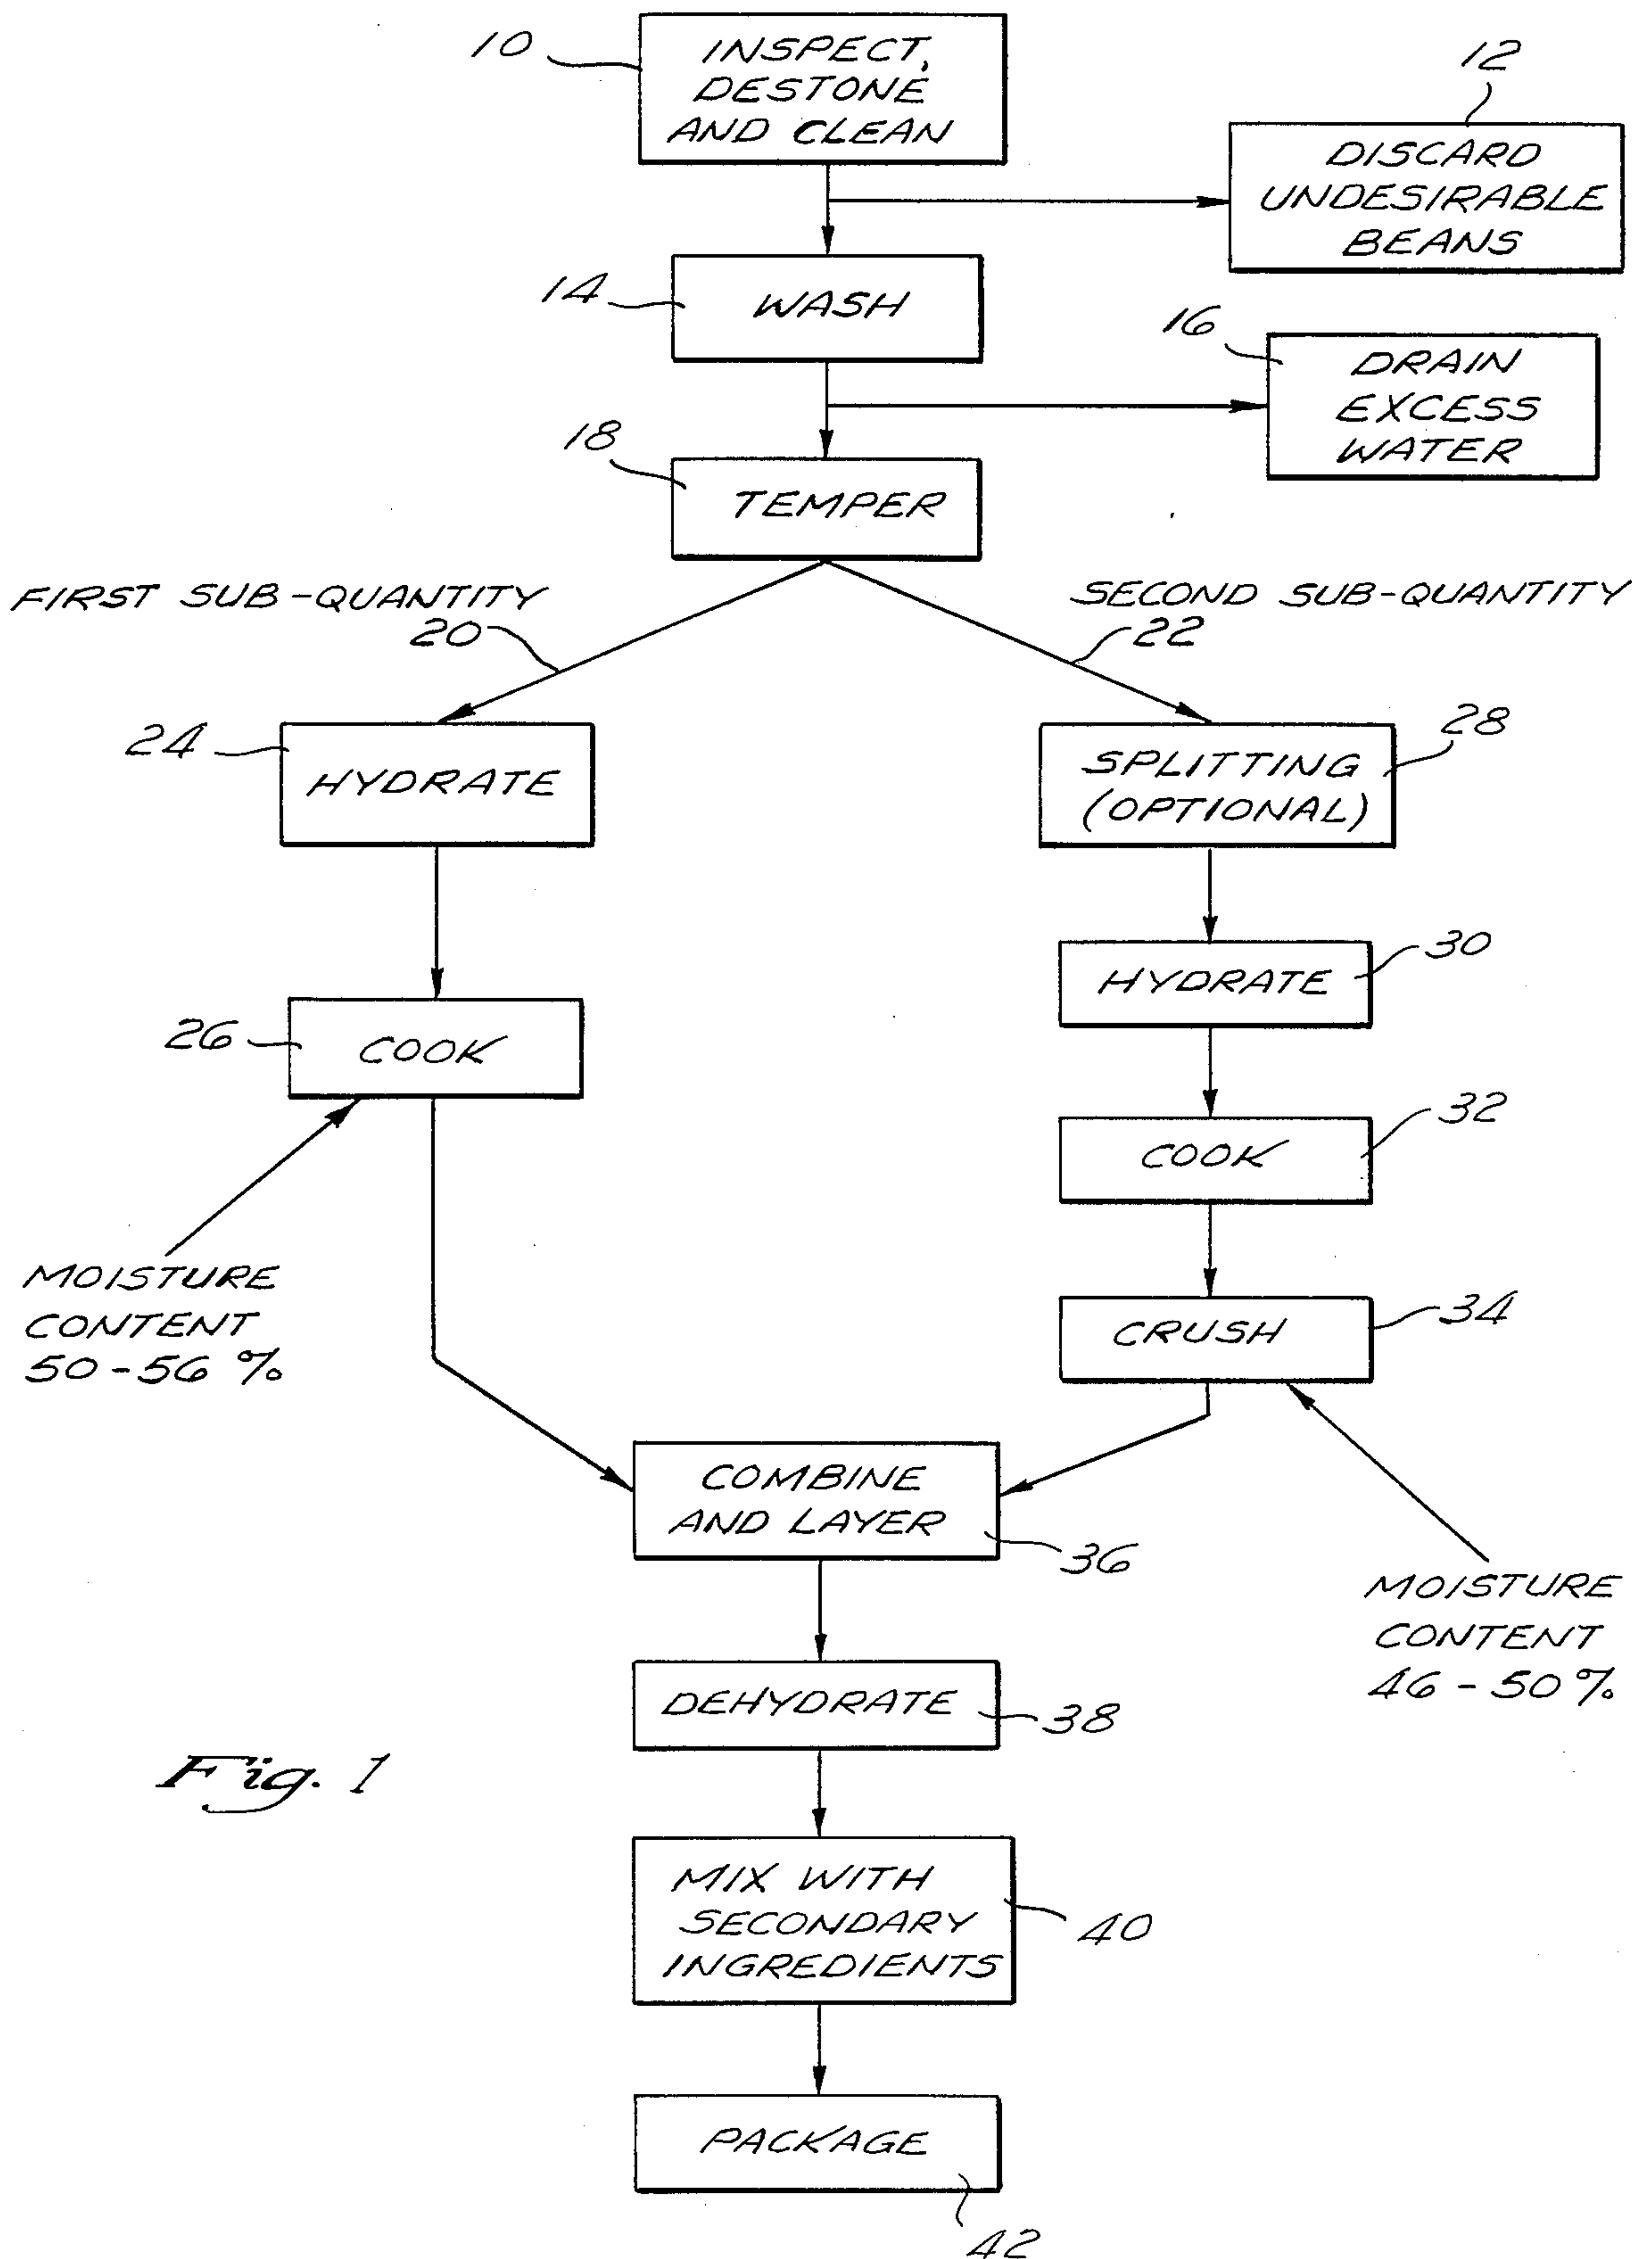 10
INSPECT,
DESTONE
AND CLEAN
12
DISCARD
UNDESIRABLE
BEANS
14
WASH
16
DRAIN
EXCESS
WATER
18
TEMPER
FIRST SUB-QUANTITY
20
SECOND SUB-QUANTITY
22
24
HYDRATE
28
SPLITTING
(OPTIONAL)
30
HYDRATE
26
COOK
32
COOK
MOISTURE
CONTENT
50-56%
34
CRUSH
COMBINE
AND LAYER
36
MOISTURE
CONTENT
46-50%
DEHYDRATE
38
Fig. 1
MIX WITH
SECONDARY
INGREDIENTS
40
PACKAGE
42